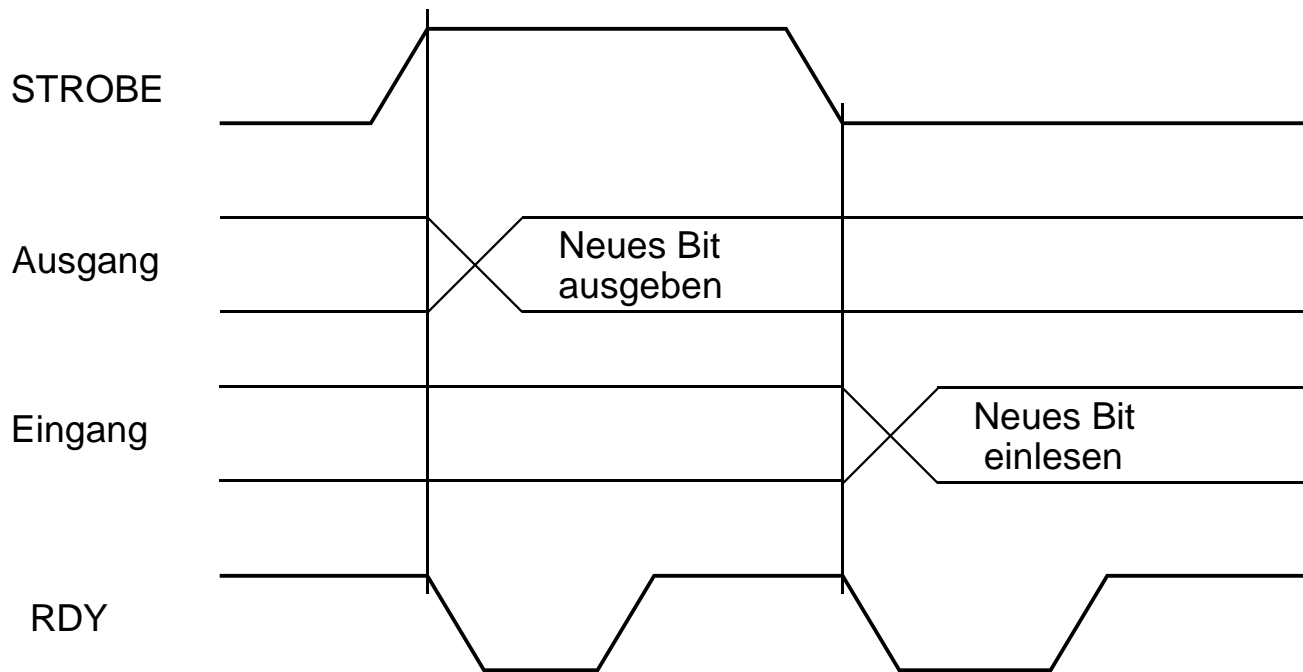 STROBE
Ausgang
Neues Bit
ausgeben
Eingang
Neues Bit
einlesen
RDY